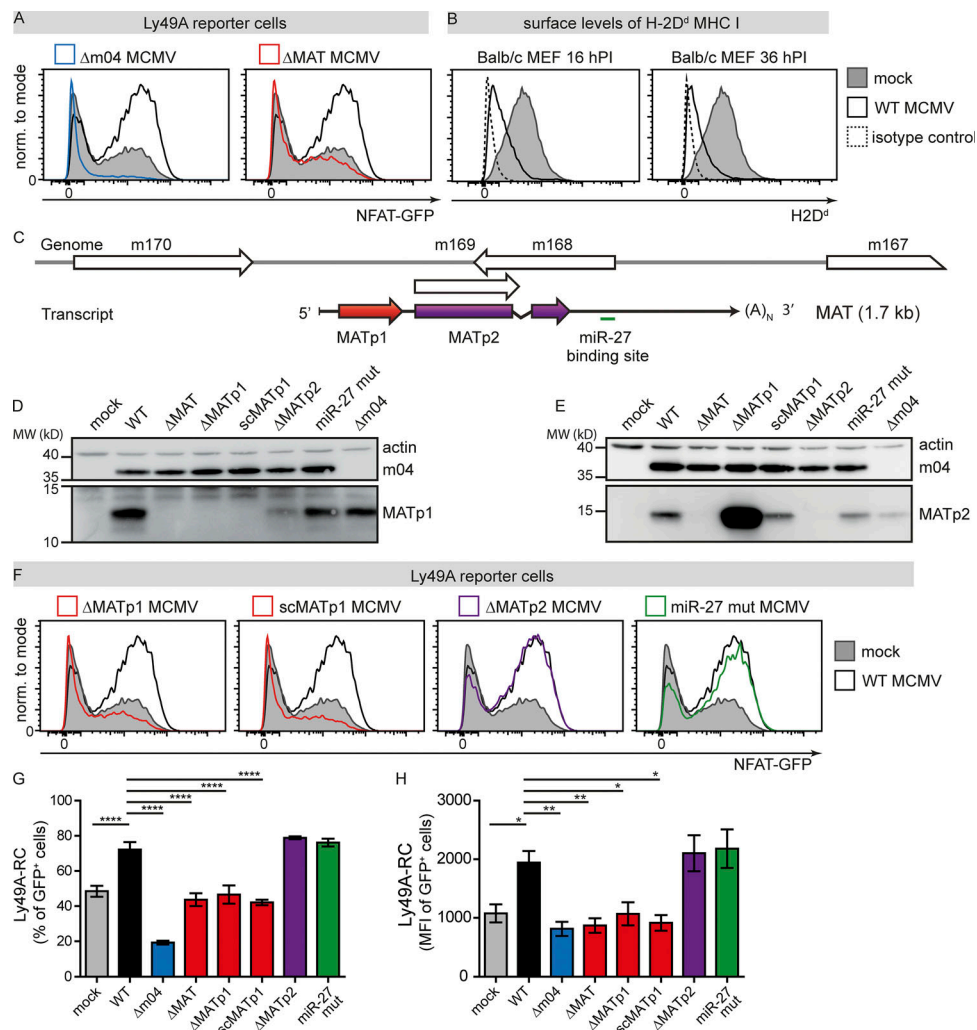 A
Ly49A reporter cells
Δm04 MCMV
ΔMAT MCMV
norm. to mode
0
0
0
NFAT-GFP
B
surface levels of H-2Dᵈ MHC I
Balb/c MEF 16 hPI
Balb/c MEF 36 hPI
0
0
H2Dᵈ
mock
WT MCMV
isotype control
C
Genome
m170
m169
m168
m167
Transcript
5'
MATp1
MATp2
miR-27
binding site
(A)N 3'
MAT (1.7 kb)
D
mock
WT
ΔMAT
ΔMATp1
scMATp1
ΔMATp2
miR-27 mut
Δm04
MW (kD)
40
35
15
10
actin
m04
MATp1
E
mock
WT
ΔMAT
ΔMATp1
scMATp1
ΔMATp2
miR-27 mut
Δm04
MW (kD)
40
35
15
actin
m04
MATp2
F
Ly49A reporter cells
ΔMATp1 MCMV
scMATp1 MCMV
ΔMATp2 MCMV
miR-27 mut MCMV
norm. to mode
0
0
0
0
0
NFAT-GFP
mock
WT MCMV
G
Ly49A-RC
(% of GFP⁺ cells)
100
80
60
40
20
0
****
****
****
****
****
mock
WT
Δm04
ΔMAT
ΔMATp1
scMATp1
ΔMATp2
miR-27
mut
H
Ly49A-RC
(MFI of GFP⁺ cells)
3000
2000
1000
0
*
**
**
*
*
mock
WT
Δm04
ΔMAT
ΔMATp1
scMATp1
ΔMATp2
miR-27
mut